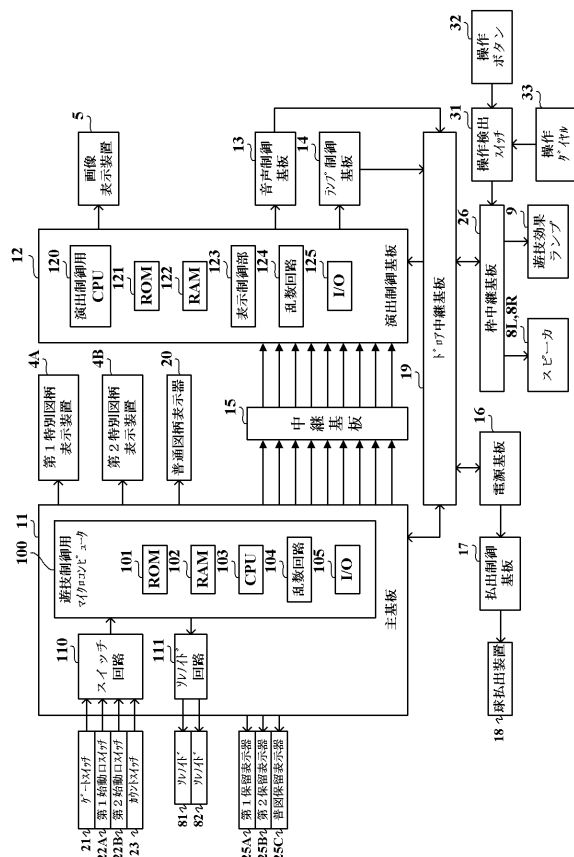 5
画像
表示装置
12
120
演出制御用
CPU
121
ROM
122
RAM
123
表示制御部
124
乱数回路
125
I/O
演出制御基板
13
音声制御
基板
14
ランプ制御
基板
32
操作
ボタン
31
操作検出
スイッチ
33
操作
ダイヤル
4A
第1特別図柄
表示装置
4B
第2特別図柄
表示装置
20
普通図柄表示器
15
中継基板
19
ドロア中継基板
26
枠中継基板
9
遊技効果
ランプ
8L,8R
スピーカ
11
100
遊技制御用
マイクロコンピュータ
101
ROM
102
RAM
103
CPU
104
乱数回路
105
I/O
主基板
110
スイッチ
回路
111
ソレノイド
回路
16
電源基板
17
払出制御
基板
18
球払出装置
21
ゲートスイッチ
22A
第1始動口スイッチ
22B
第2始動口スイッチ
23
カウントスイッチ
81
ソレノイド
82
ソレノイド
25A
第1保留表示器
25B
第2保留表示器
25C
普図保留表示器